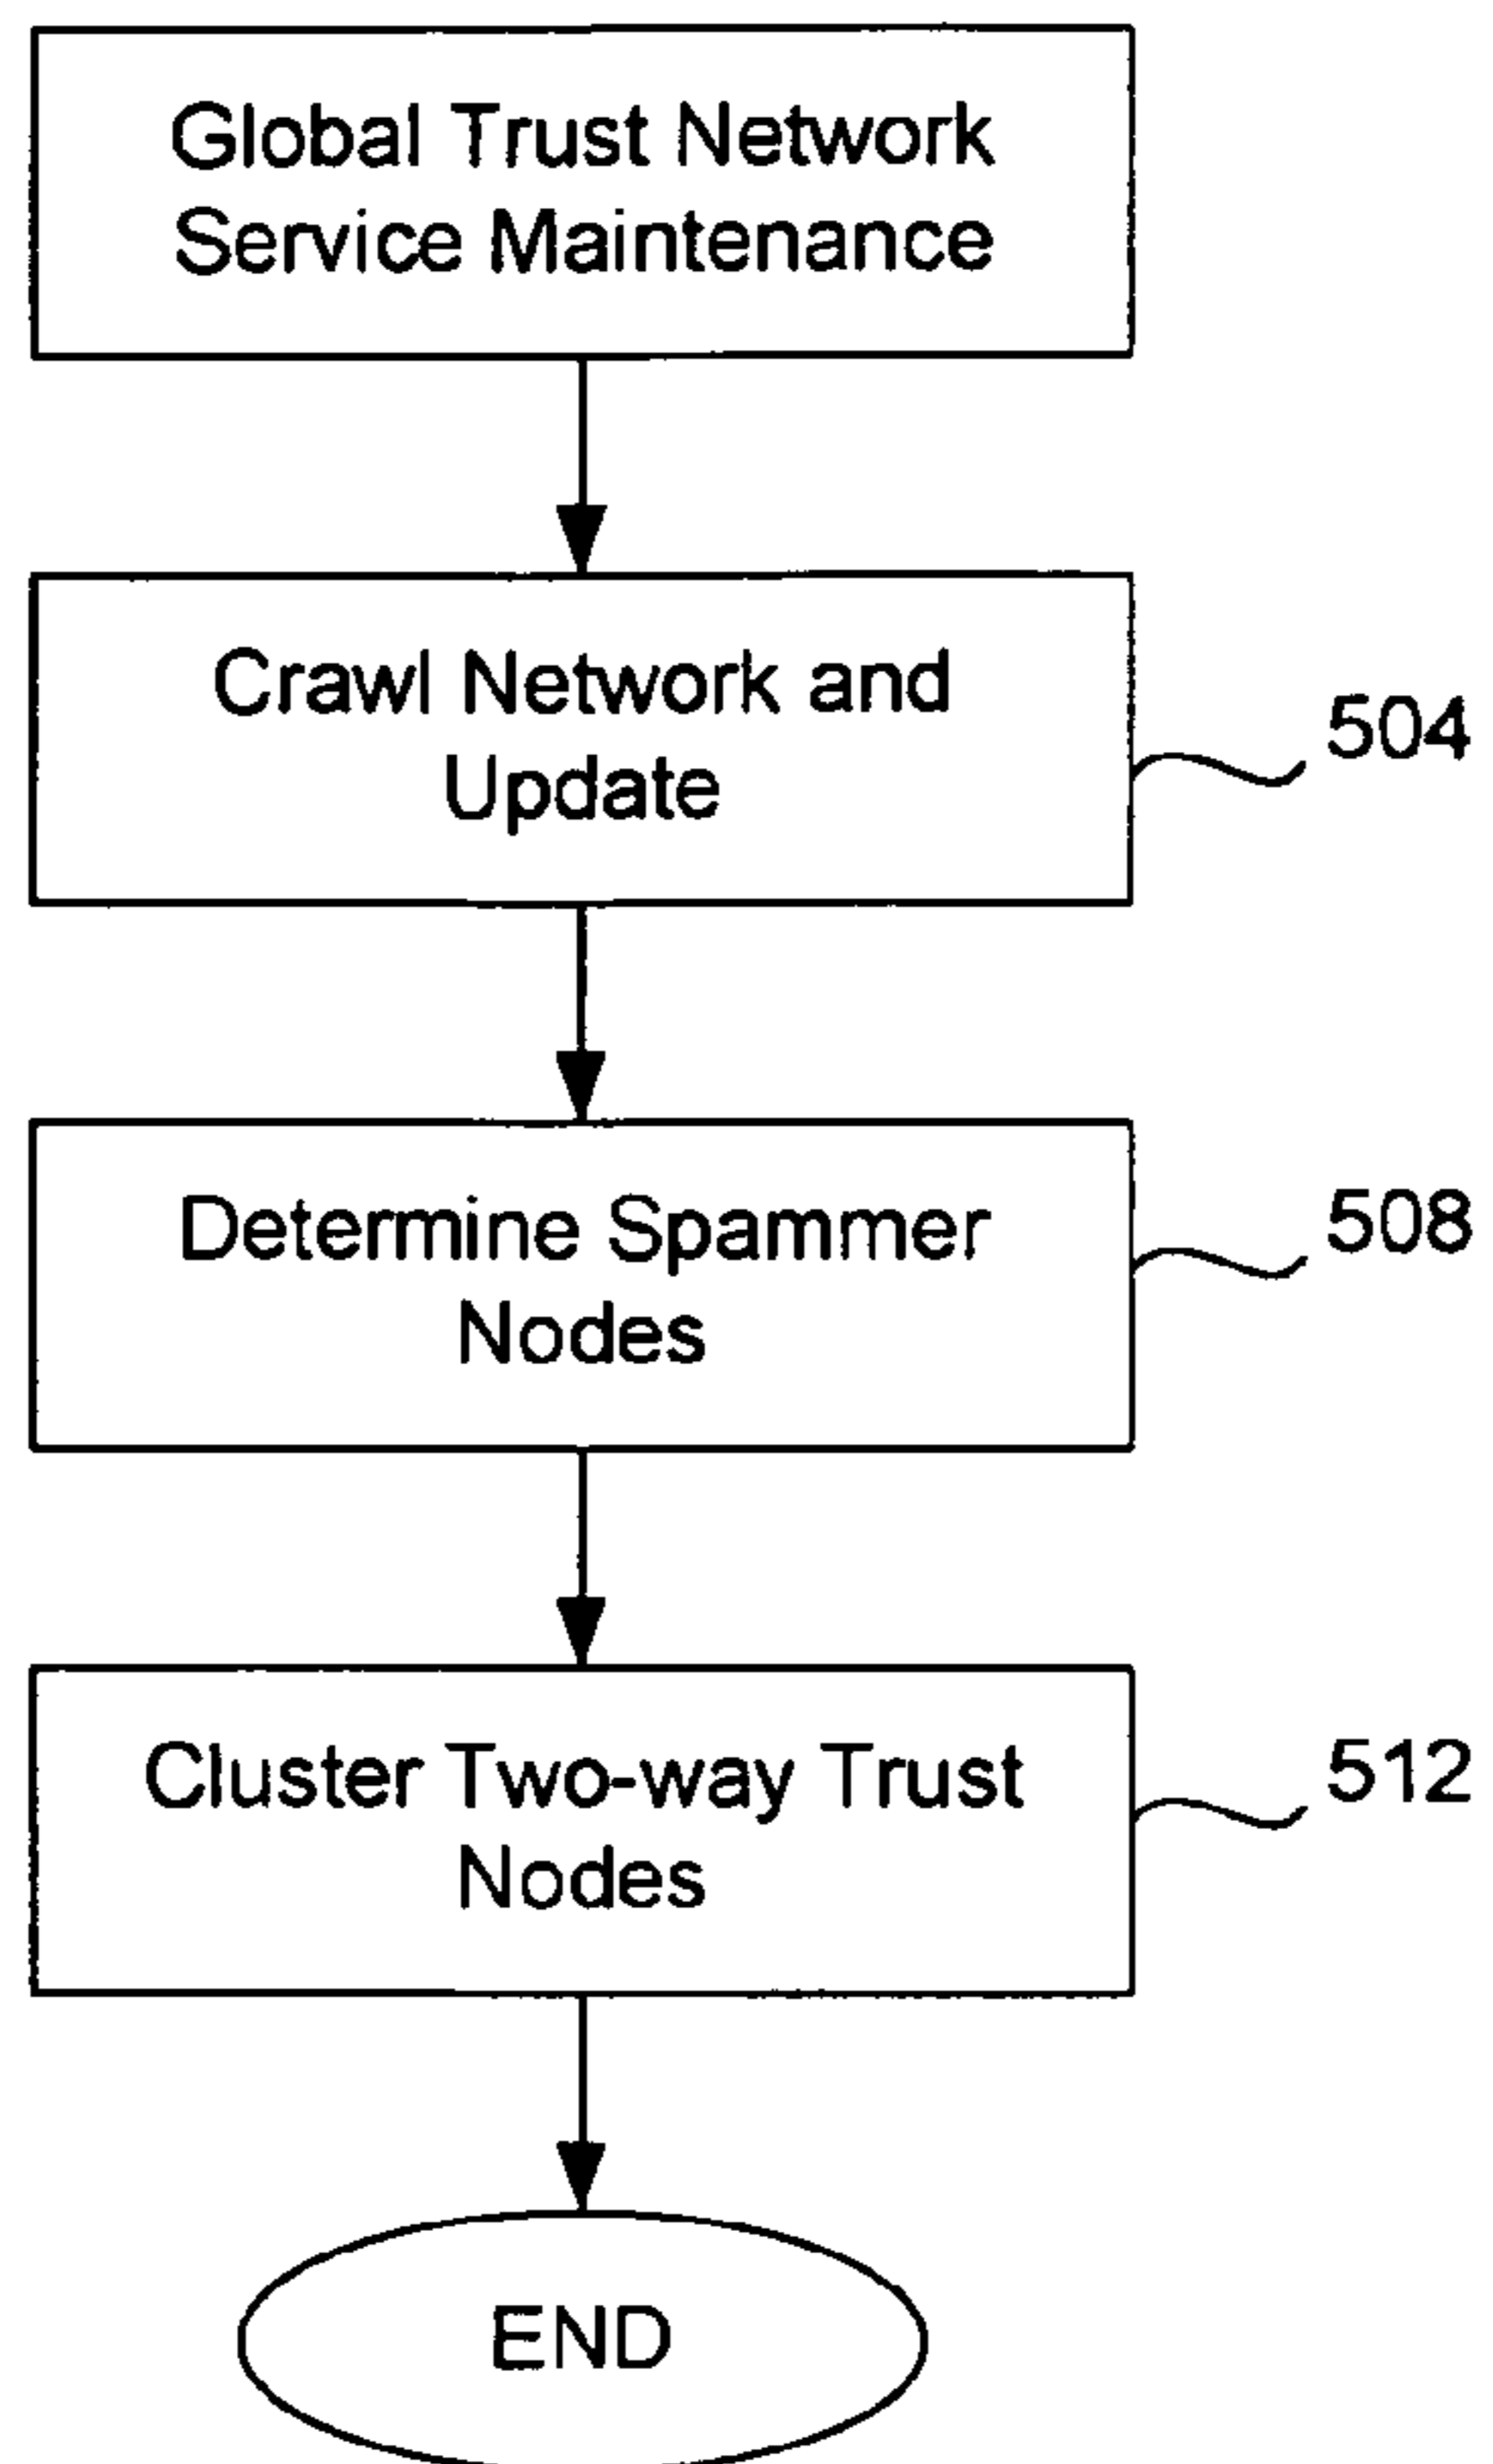 Global Trust Network
Service Maintenance
Crawl Network and
Update
504
Determine Spammer
Nodes
508
Cluster Two-way Trust
Nodes
512
END